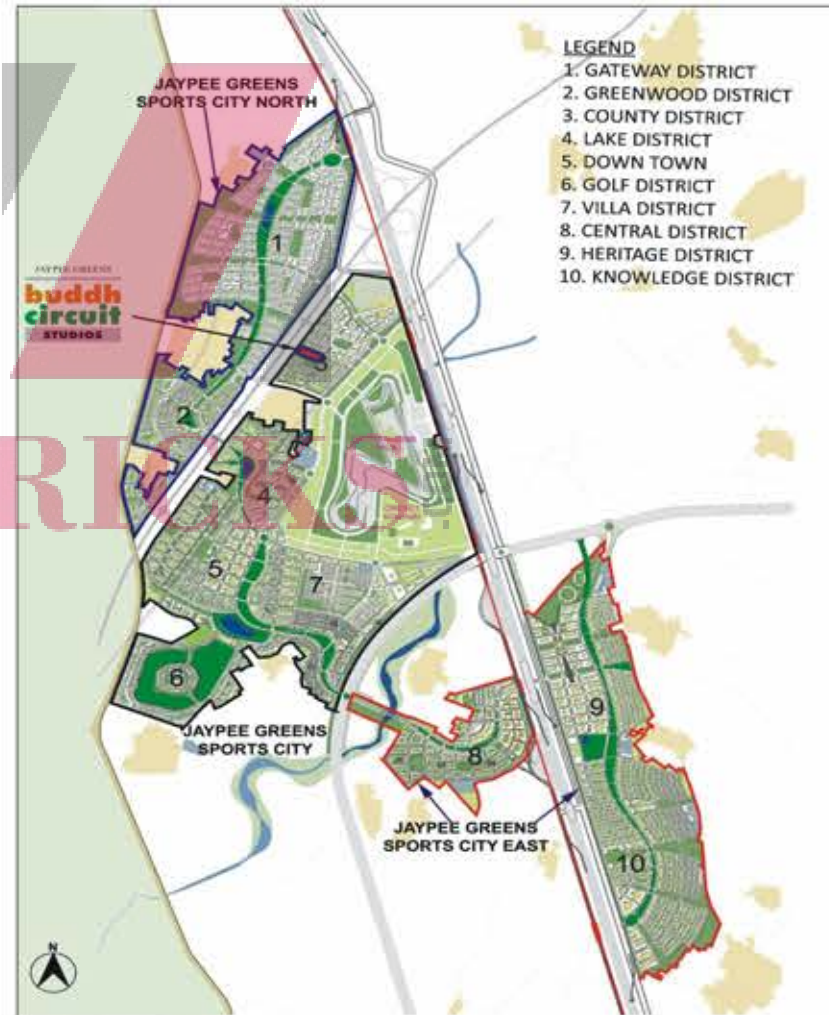 LEGEND
1. GATEWAY DISTRICT
2. GREENWOOD DISTRICT
3. COUNTY DISTRICT
4. LAKE DISTRICT
5. DOWN TOWN
6. GOLF DISTRICT
7. VILLA DISTRICT
8. CENTRAL DISTRICT
9. HERITAGE DISTRICT
10. KNOWLEDGE DISTRICT
JAYPEE GREENS
SPORTS CITY NORTH
1
JAYPEE GREENS
buddh
circuit
STUDIOS
3
2
RICKS
4
5
7
6
9
JAYPEE GREENS
SPORTS CITY
8
JAYPEE GREENS
SPORTS CITY EAST
10
N